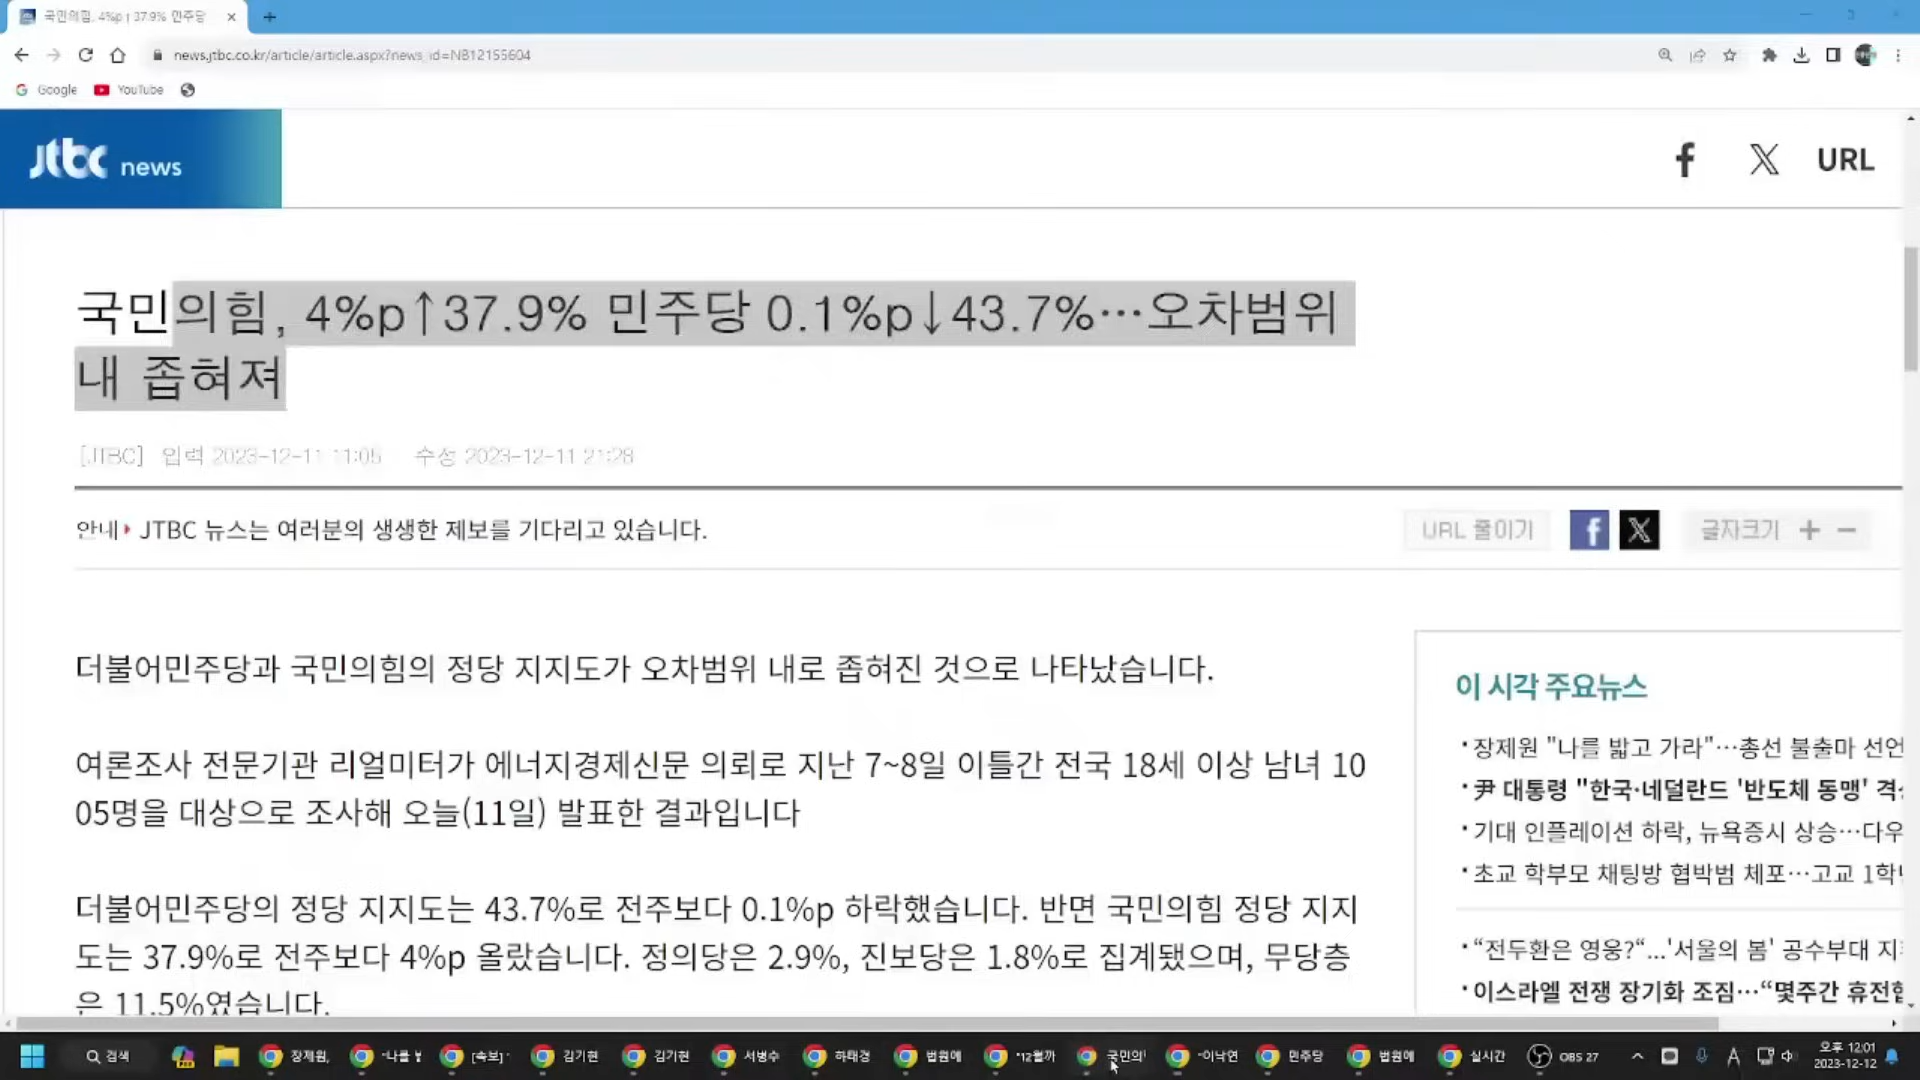 국민의힘, 4%p↑37.9% 민주당
news.jtbc.co.kr/article/article.aspx?news_id=NB12155604
Google YouTube
jtbc news
URL
국민의힘, 4%p↑37.9% 민주당 0.1%p↓43.7%…오차범위
내 좁혀져
[JTBC] 입력 2023-12-11 11:05 수정 2023-12-11 21:28
안내 JTBC 뉴스는 여러분의 생생한 제보를 기다리고 있습니다.
URL 줄이기 글자크기 + -
더불어민주당과 국민의힘의 정당 지지도가 오차범위 내로 좁혀진 것으로 나타났습니다.
여론조사 전문기관 리얼미터가 에너지경제신문 의뢰로 지난 7~8일 이틀간 전국 18세 이상 남녀 10
05명을 대상으로 조사해 오늘(11일) 발표한 결과입니다
더불어민주당의 정당 지지도는 43.7%로 전주보다 0.1%p 하락했습니다. 반면 국민의힘 정당 지지
도는 37.9%로 전주보다 4%p 올랐습니다. 정의당은 2.9%, 진보당은 1.8%로 집계됐으며, 무당층
은 11.5%였습니다.
이 시각 주요뉴스
장제원 "나를 밟고 가라"…총선 불출마 선언
尹 대통령 "한국·네덜란드 '반도체 동맹' 격
기대 인플레이션 하락, 뉴욕증시 상승…다우
초교 학부모 채팅방 협박범 체포…고교 1학
“전두환은 영웅?“...'서울의 봄' 공수부대 지
이스라엘 전쟁 장기화 조짐…“몇주간 휴전
검색 장제원, "나를 [속보] 김기현 김기현 서병수 하태경 법원에 "12월까 국민의 "이낙연 민주당 법원에 실시간 OBS 27 A 오후 12:01
2023-12-12